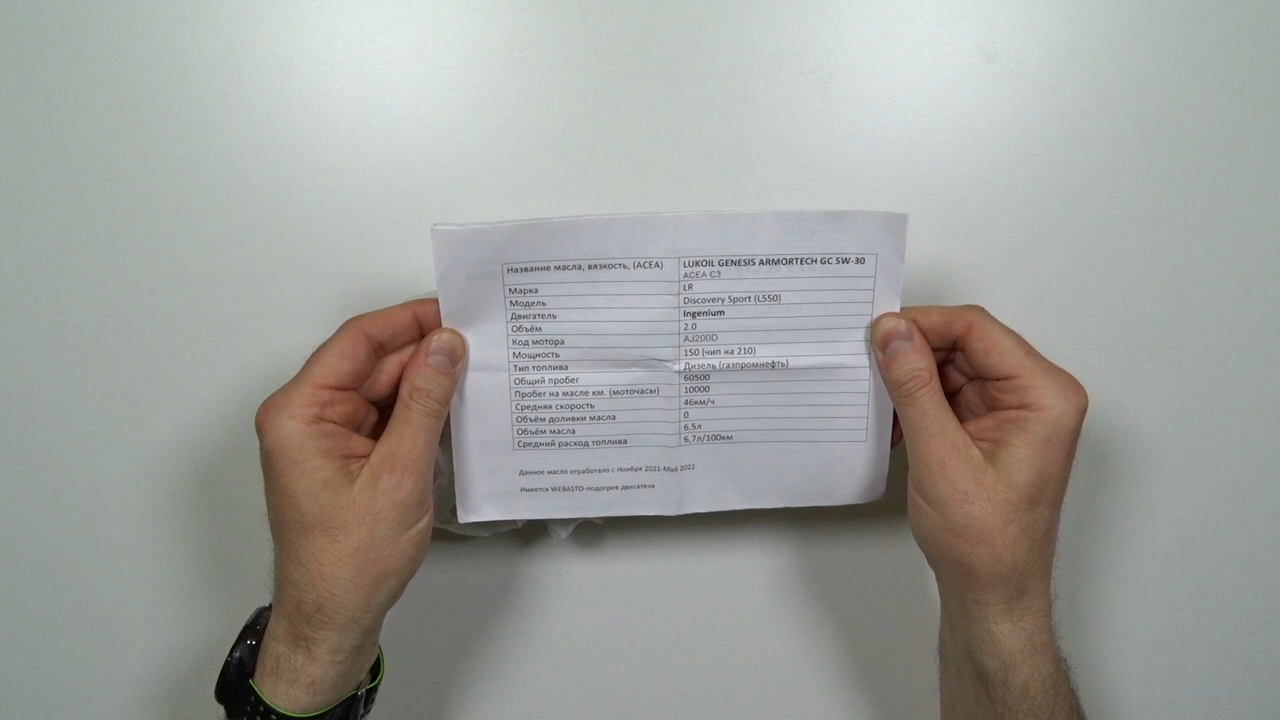 Название масла, вязкость, (ACEA) LUKOIL GENESIS ARMORTECH GC 5W-30
ACEA C3
Марка LR
Модель Discovery Sport (L550)
Двигатель Ingenium
Объём 2.0
Код мотора AJ200D
Мощность 150 (чип на 210)
Тип топлива Дизель (газпромнефть)
Общий пробег 60500
Пробег на масле км. (моточасы) 10000
Средняя скорость 46км/ч
Объём доливки масла 0
Объём масла 6,5л
Средний расход топлива 6,7л/100км
Данное масло отработало с Ноября 2021-Май 2022
Имеется WEBASTO-подогрев двигателя